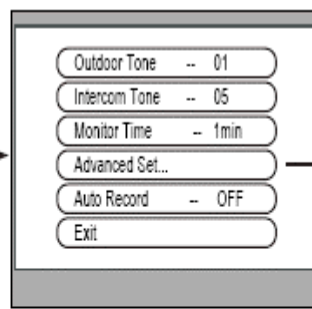 Outdoor Tone -- 01
Intercom Tone -- 05
Monitor Time -- 1min
Advanced Set...
Auto Record -- OFF
Exit